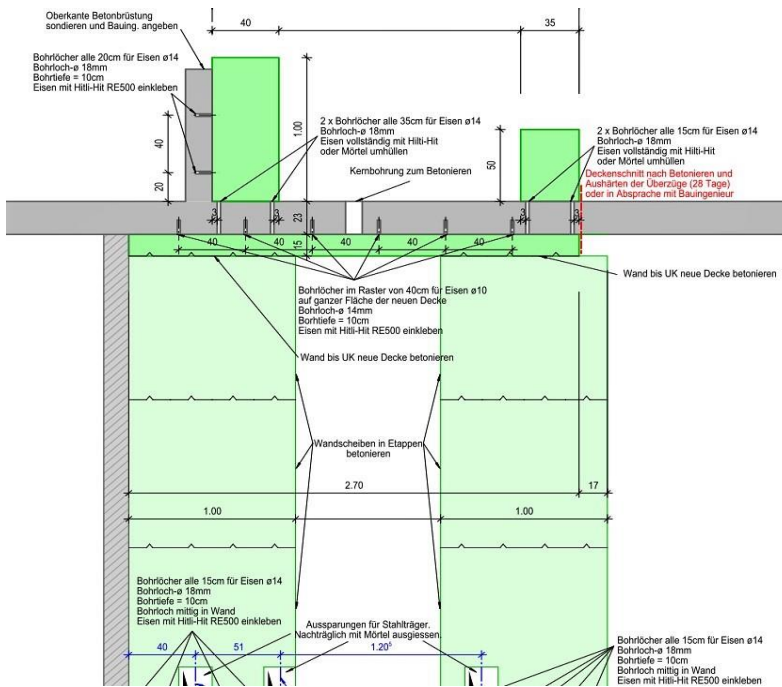 Oberkante Betonbrüstung
sondieren und Bauing. angeben
40
35
Bohrlöcher alle 20cm für Eisen ø14
Bohrloch-ø 18mm
Bohrtiefe = 10cm
Eisen mit Hitli-Hit RE500 einkleben
1.00
40
20
50
2 x Bohrlöcher alle 35cm für Eisen ø14
Bohrloch-ø 18mm
Eisen vollständig mit Hilti-Hit
oder Mörtel umhüllen
Kernbohrung zum Betonieren
2 x Bohrlöcher alle 15cm für Eisen ø14
Bohrloch-ø 18mm
Eisen vollständig mit Hilti-Hit
oder Mörtel umhüllen
Deckenschnitt nach Betonieren und
Aushärten der Überzüge (28 Tage)
oder in Absprache mit Bauingenieur
23
15
40
40
40
40
40
Wand bis UK neue Decke betonieren
Bohrlöcher im Raster von 40cm für Eisen ø10
auf ganzer Fläche der neuen Decke
Bohrloch-ø 14mm
Borhtiefe = 10cm
Eisen mit Hitli-Hit RE500 einkleben
Wand bis UK neue Decke betonieren
Wandscheiben in Etappen
betonieren
2.70
17
1.00
1.00
Bohrlöcher alle 15cm für Eisen ø14
Bohrloch-ø 18mm
Bohrtiefe = 10cm
Bohrloch mittig in Wand
Eisen mit Hitli-Hit RE500 einkleben
Aussparungen für Stahlträger.
Nachträglich mit Mörtel ausgiessen.
40
51
1.20⁵
Bohrlöcher alle 15cm für Eisen ø14
Bohrloch-ø 18mm
Bohrtiefe = 10cm
Bohrloch mittig in Wand
Eisen mit Hitli-Hit RE500 einkleben